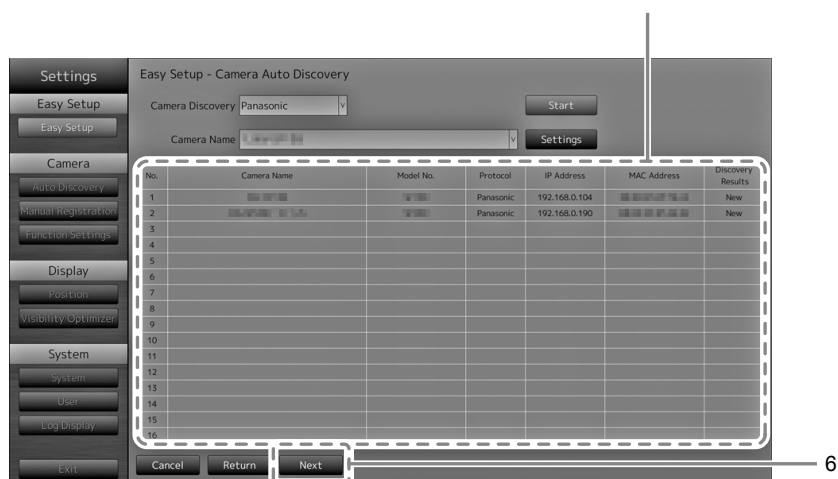 Settings
Easy Setup
Easy Setup
Camera
Auto Discovery
Manual Registration
Function Settings
Display
Position
Visibility Optimizer
System
System
User
Log Display
Exit
Easy Setup - Camera Auto Discovery
Camera Discovery Panasonic Start
Camera Name Settings
No. Camera Name Model No. Protocol IP Address MAC Address Discovery Results
1 Panasonic 192.168.0.104 New
2 Panasonic 192.168.0.190 New
3
4
5
6
7
8
9
10
11
12
13
14
15
16
Cancel Return Next 6